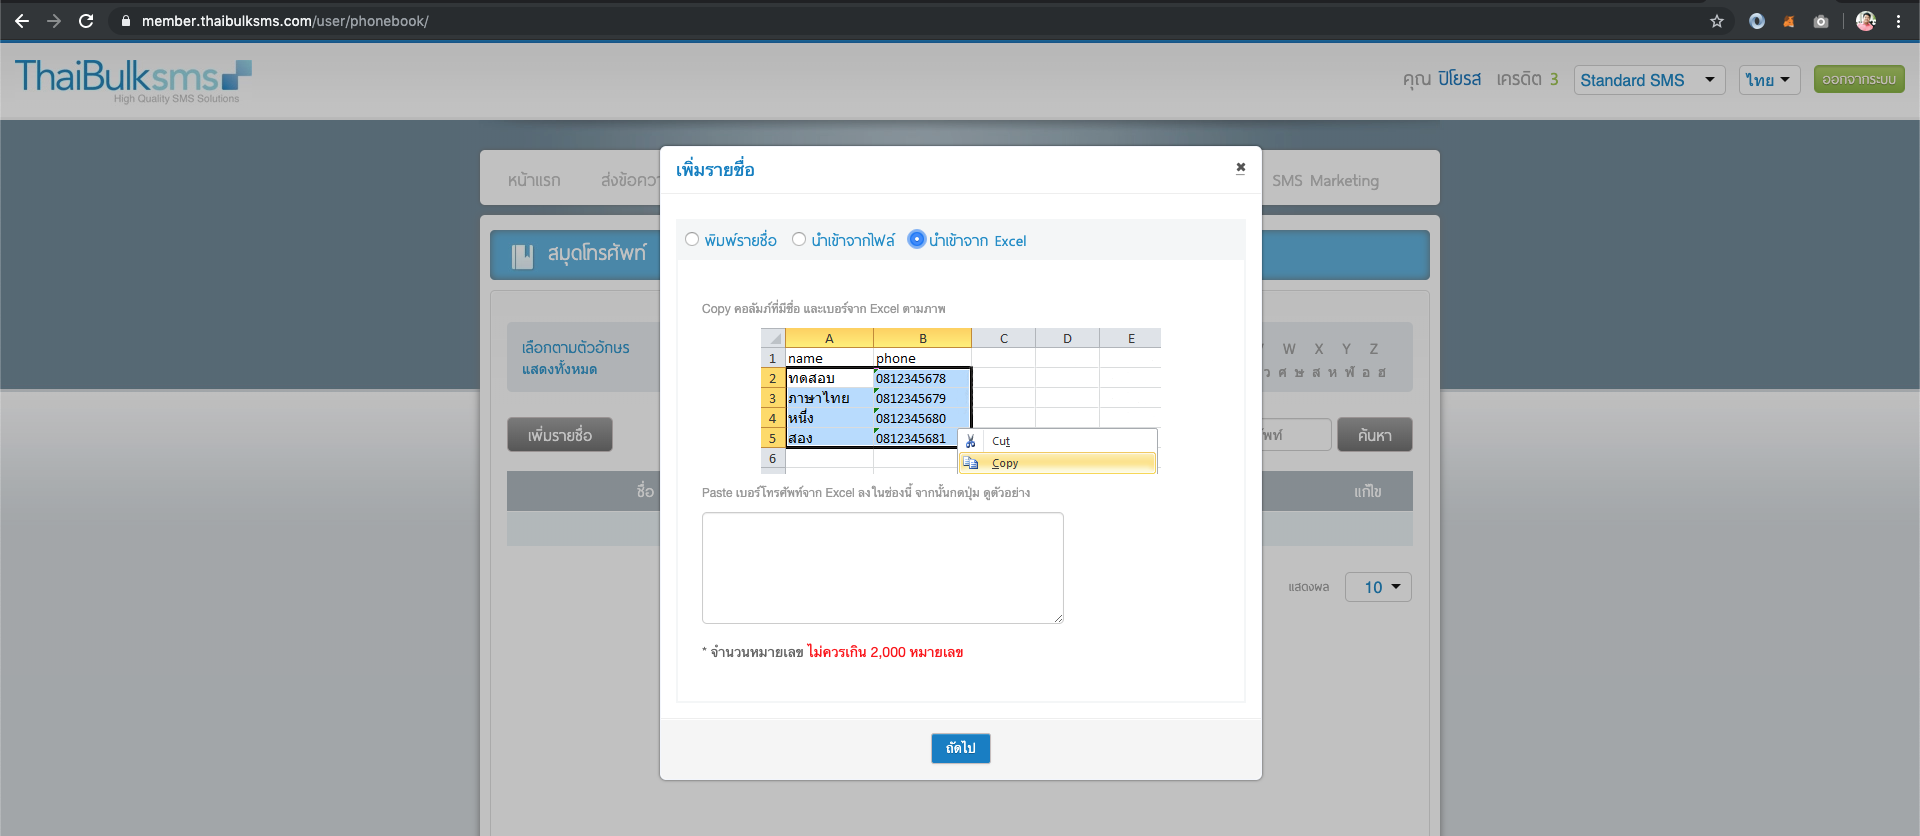 member.thaibulksms.com/user/phonebook/
ThaiBulksms
High Quality SMS Solutions
คุณ ปิโยรส เครดิต 3 Standard SMS ไทย ออกจากระบบ
หน้าแรก ส่งข้อควา SMS Marketing
เพิ่มรายชื่อ
สมุดโทรศัพท์
พิมพ์รายชื่อ นำเข้าจากไฟล์ นำเข้าจาก Excel
Copy คอลัมภ์ที่มีชื่อ และเบอร์จาก Excel ตามภาพ
A B C D E
1 name phone
2 ทดสอบ 0812345678
3 ภาษาไทย 0812345679
4 หนึ่ง 0812345680
5 สอง 0812345681
6
Cut
Copy
Paste เบอร์โทรศัพท์จาก Excel ลงในช่องนี้ จากนั้นกดปุ่ม ดูตัวอย่าง
* จำนวนหมายเลข ไม่ควรเกิน 2,000 หมายเลข
ถัดไป
เลือกตามตัวอักษร
แสดงทั้งหมด
W X Y Z
ว ศ ษ ส ห ฬ อ ฮ
เพิ่มรายชื่อ
ค้นหา
ชื่อ แก้ไข
แสดงผล 10